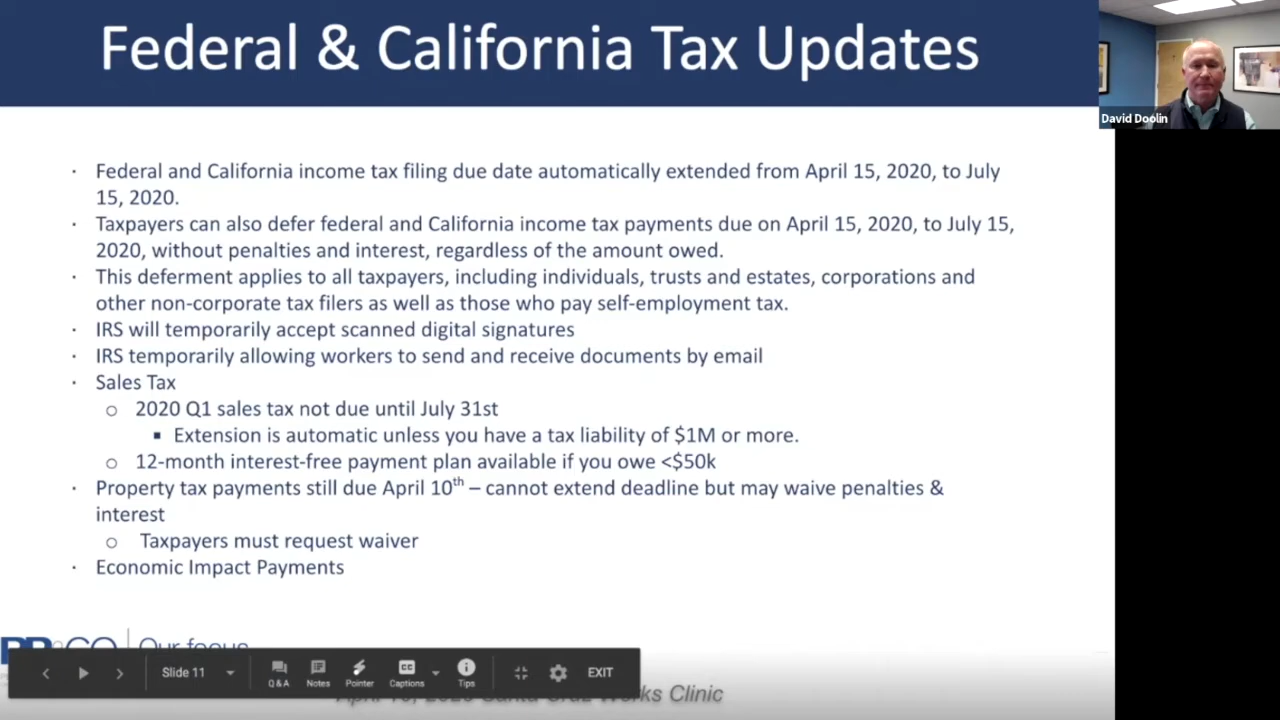 Federal & California Tax Updates
David Doolin
· Federal and California income tax filing due date automatically extended from April 15, 2020, to July
15, 2020.
· Taxpayers can also defer federal and California income tax payments due on April 15, 2020, to July 15,
2020, without penalties and interest, regardless of the amount owed.
· This deferment applies to all taxpayers, including individuals, trusts and estates, corporations and
other non-corporate tax filers as well as those who pay self-employment tax.
· IRS will temporarily accept scanned digital signatures
· IRS temporarily allowing workers to send and receive documents by email
· Sales Tax
o 2020 Q1 sales tax not due until July 31st
▪ Extension is automatic unless you have a tax liability of $1M or more.
o 12-month interest-free payment plan available if you owe <$50k
· Property tax payments still due April 10th – cannot extend deadline but may waive penalties &
interest
o Taxpayers must request waiver
· Economic Impact Payments
Our focus
Slide 11
Q&A
Notes
Pointer
CC
Captions
Tips
EXIT
Clinic